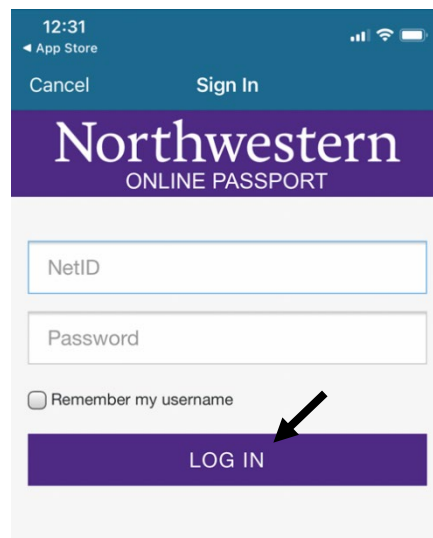 12:31
◀ App Store
Cancel Sign In
Northwestern
ONLINE PASSPORT
NetID
Password
Remember my username
LOG IN